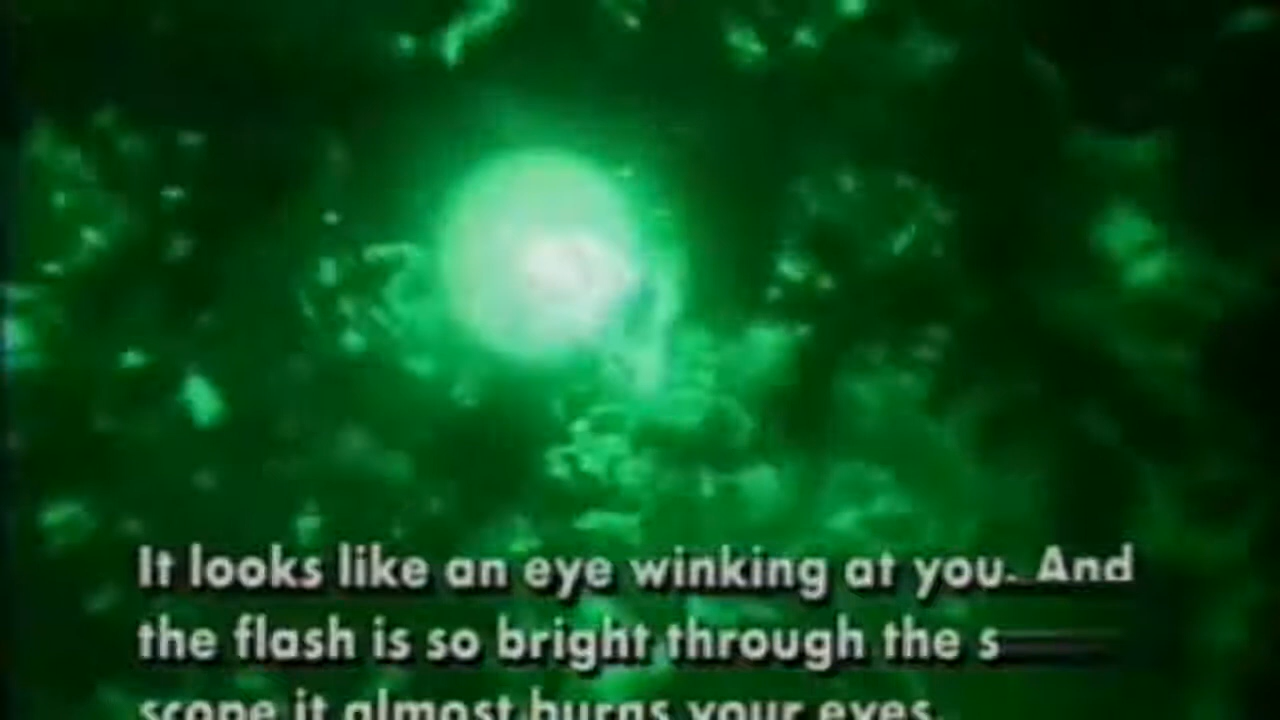 It looks like an eye winking at you. And
the flash is so bright through the s
scope it almost burns your eyes.